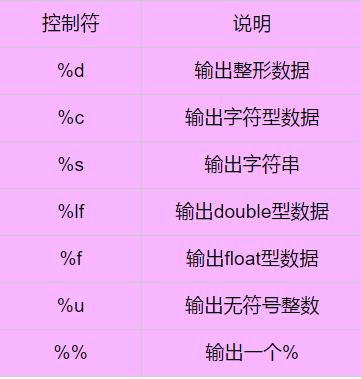 控制符 说明
%d 输出整形数据
%c 输出字符型数据
%s 输出字符串
%lf 输出double型数据
%f 输出float型数据
%u 输出无符号整数
%% 输出一个%